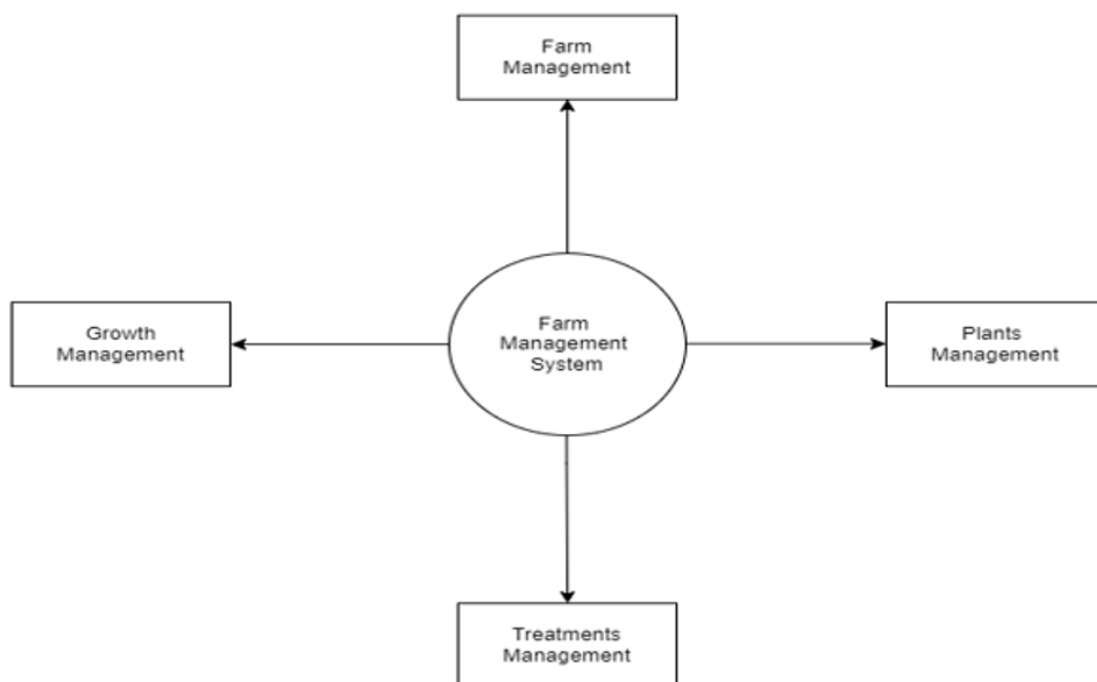 Farm
Management
Growth
Management
Farm
Management
System
Plants
Management
Treatments
Management